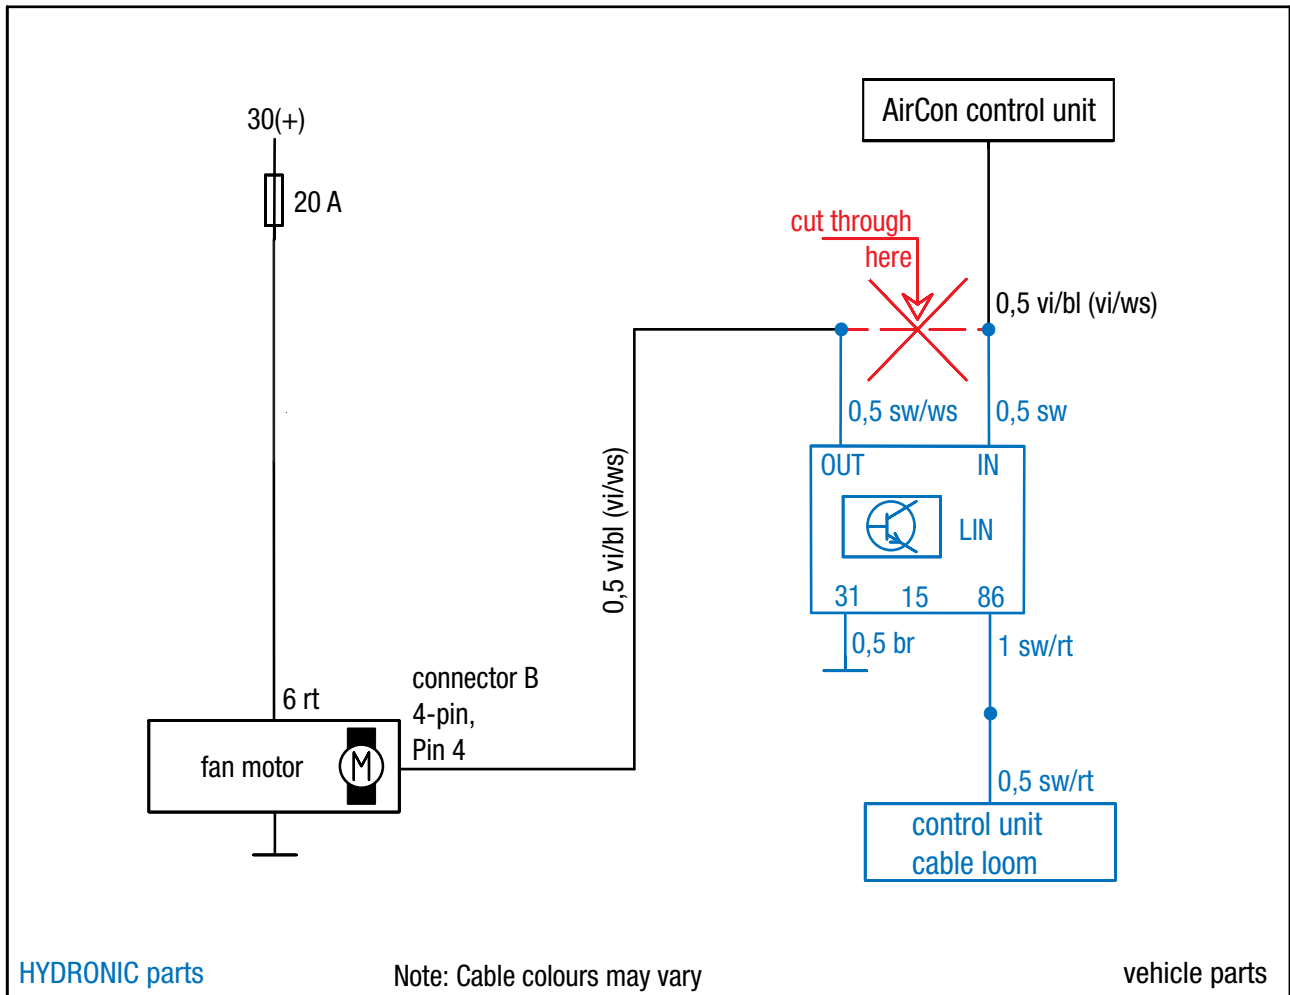 AirCon control unit
30(+)
20 A
cut through
here
0,5 vi/bl (vi/ws)
0,5 sw/ws
0,5 sw
OUT
IN
LIN
0,5 vi/bl (vi/ws)
31
15
86
0,5 br
1 sw/rt
6 rt
connector B
4-pin,
Pin 4
fan motor
M
0,5 sw/rt
control unit
cable loom
HYDRONIC parts
Note: Cable colours may vary
vehicle parts